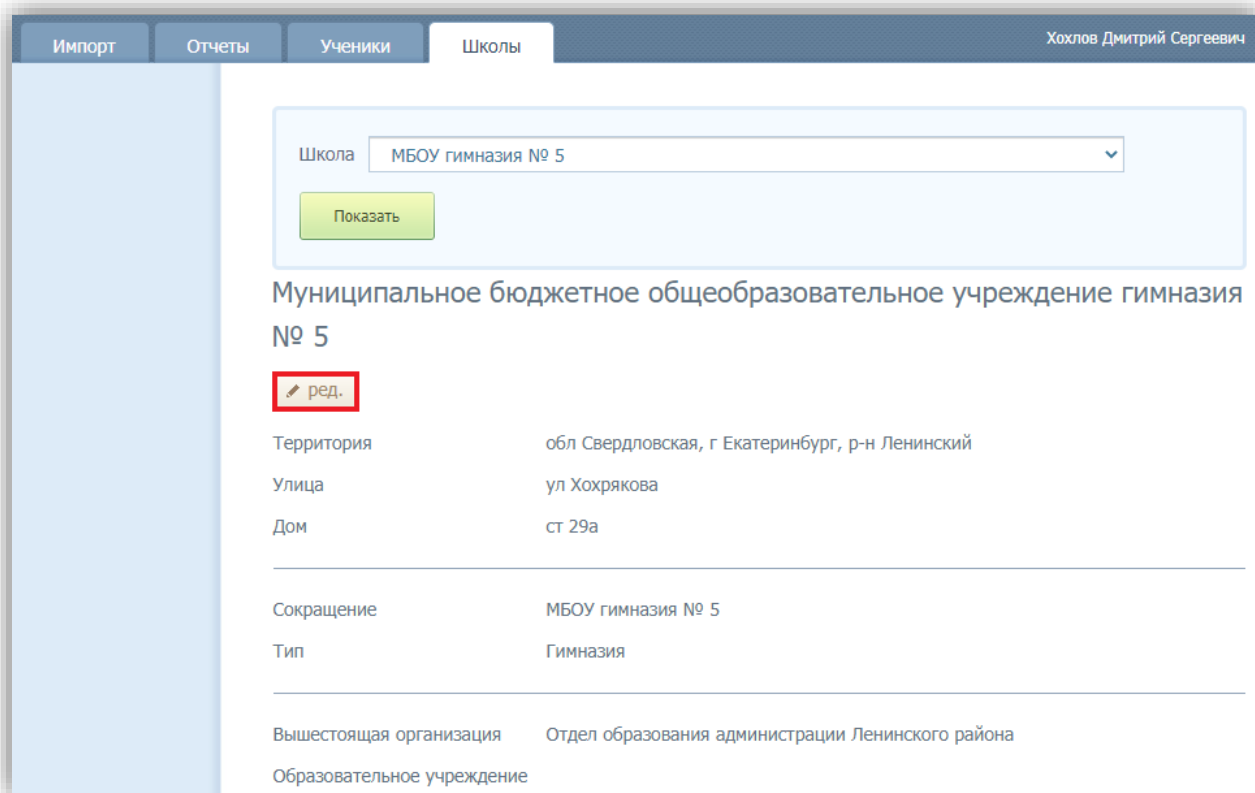 Импорт Отчеты Ученики Школы Хохлов Дмитрий Сергеевич
Школа МБОУ гимназия № 5
Показать
Муниципальное бюджетное общеобразовательное учреждение гимназия
№ 5
ред.
Территория обл Свердловская, г Екатеринбург, р-н Ленинский
Улица ул Хохрякова
Дом ст 29а
Сокращение МБОУ гимназия № 5
Тип Гимназия
Вышестоящая организация Отдел образования администрации Ленинского района
Образовательное учреждение